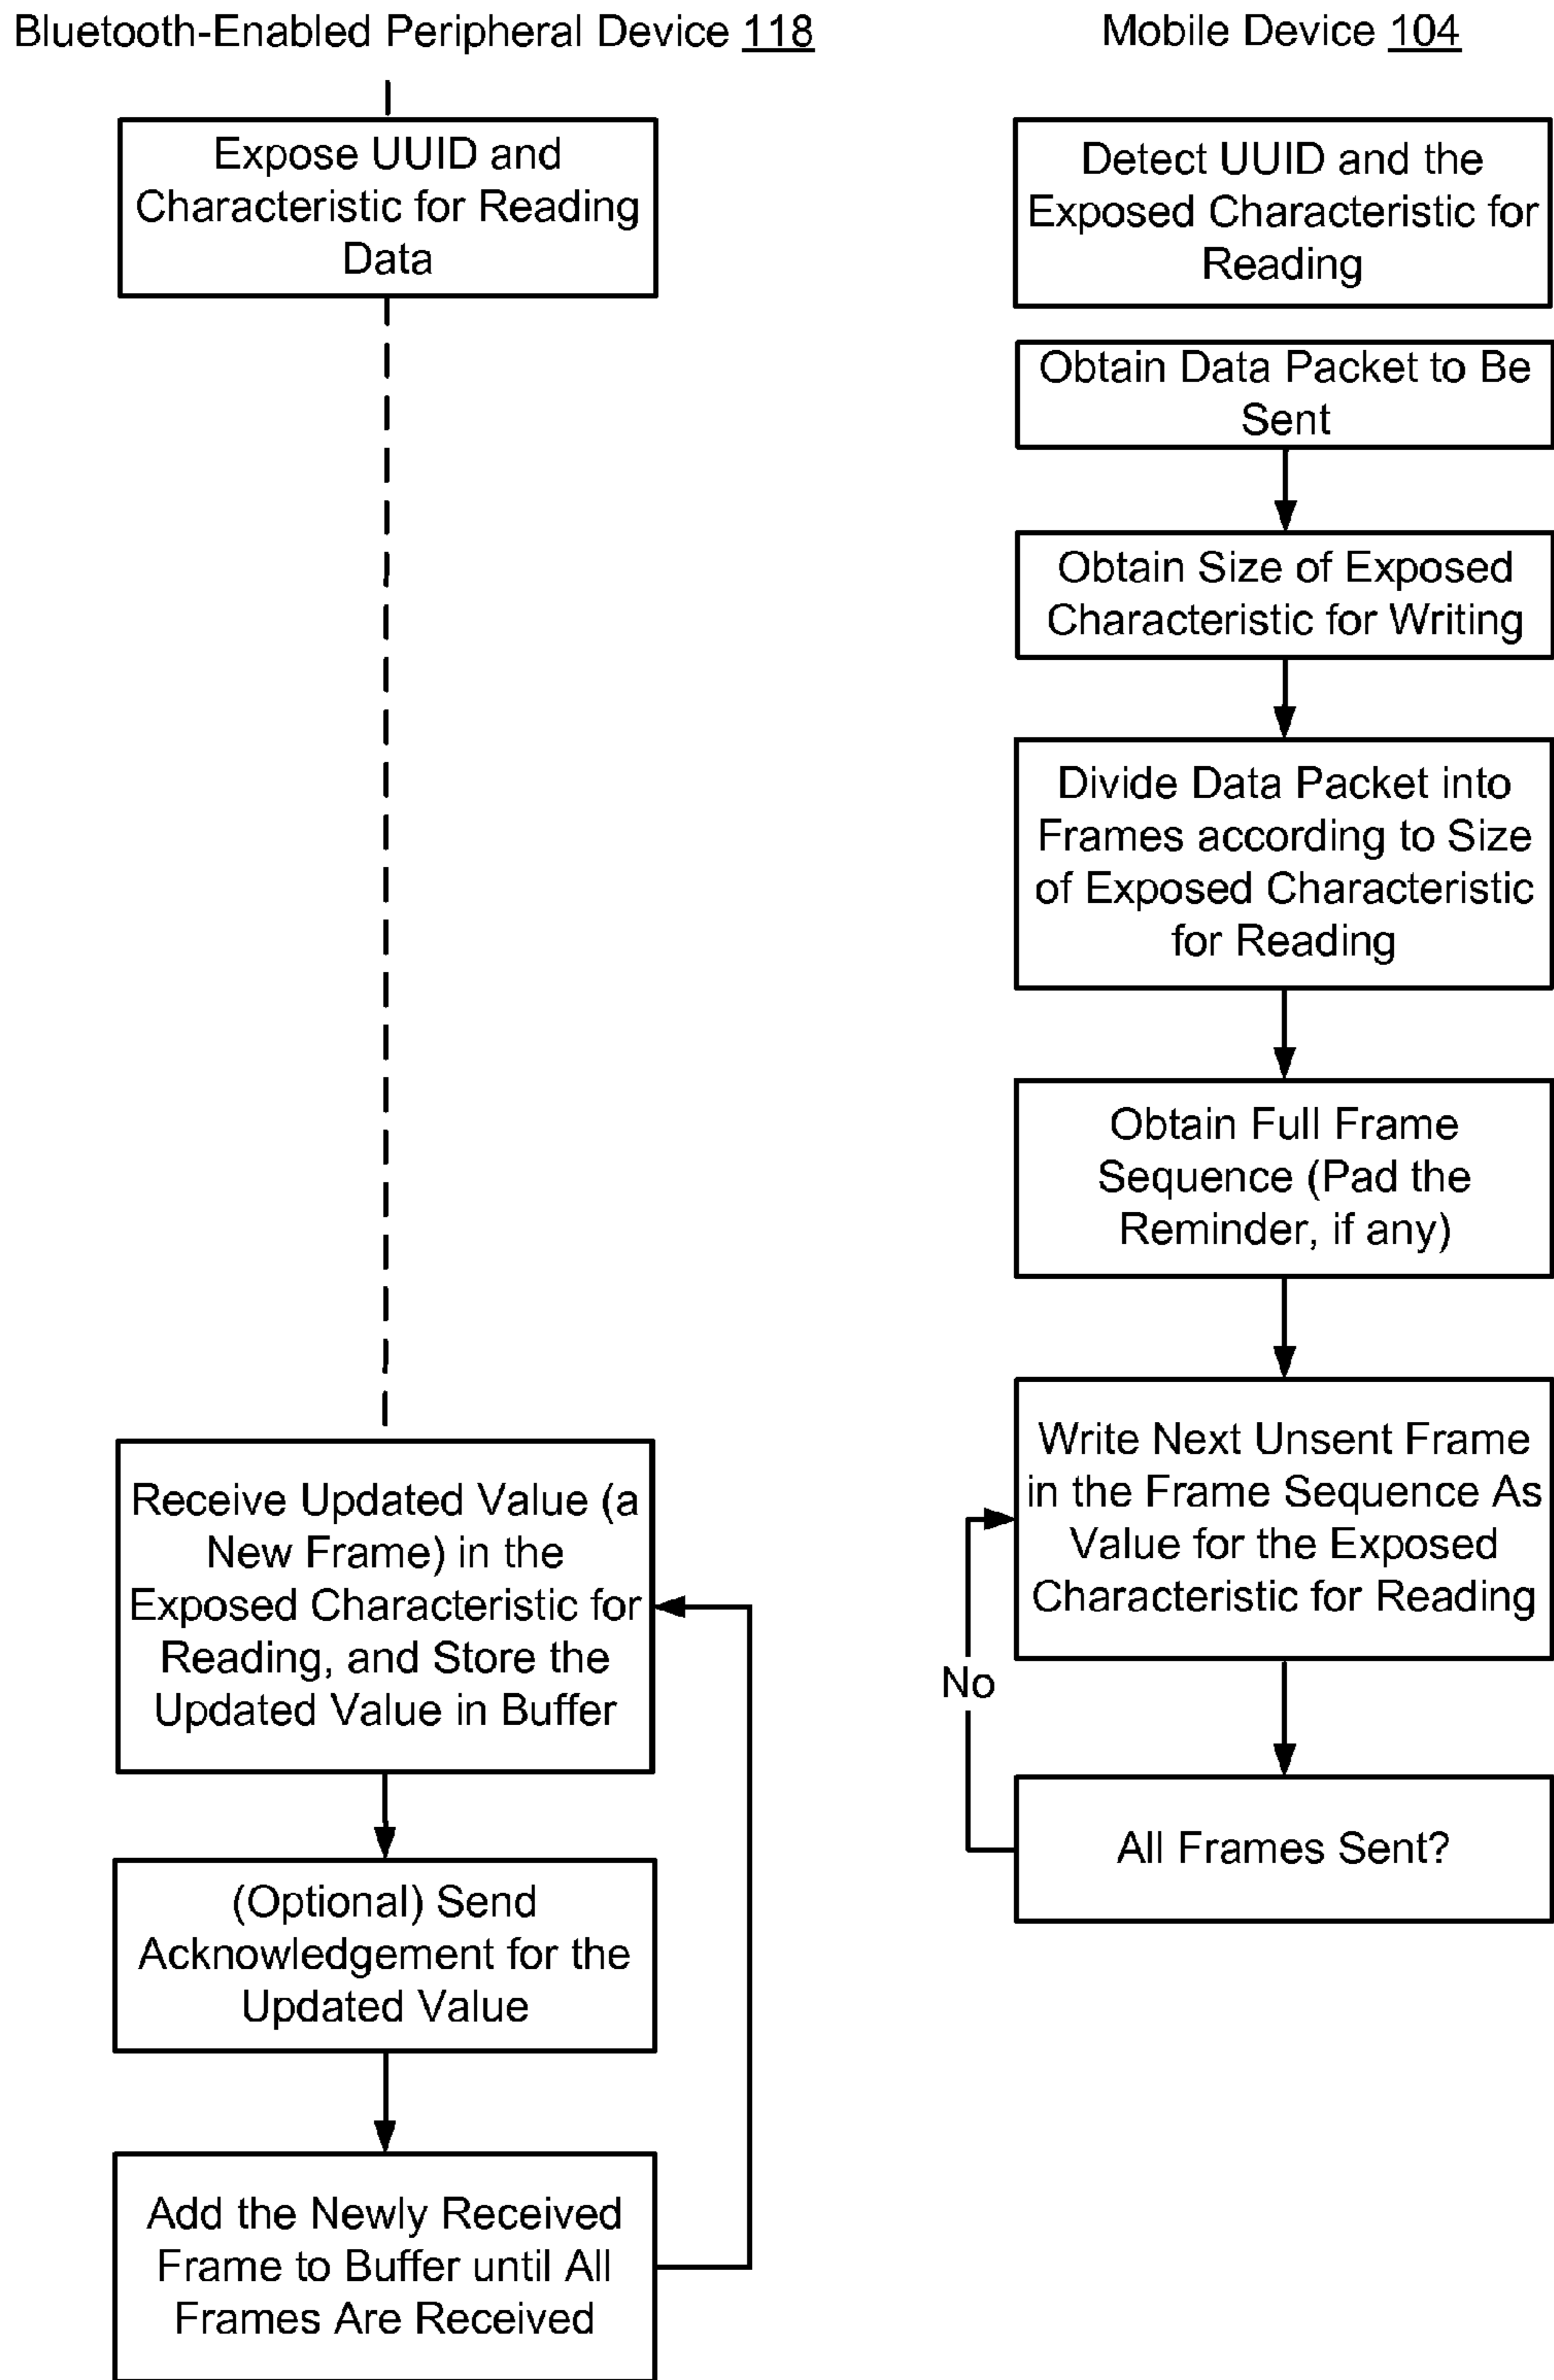 Bluetooth-Enabled Peripheral Device 118
Expose UUID and
Characteristic for Reading
Data
Receive Updated Value (a
New Frame) in the
Exposed Characteristic for
Reading, and Store the
Updated Value in Buffer
(Optional) Send
Acknowledgement for the
Updated Value
Add the Newly Received
Frame to Buffer until All
Frames Are Received
Mobile Device 104
Detect UUID and the
Exposed Characteristic for
Reading
Obtain Data Packet to Be
Sent
Obtain Size of Exposed
Characteristic for Writing
Divide Data Packet into
Frames according to Size
of Exposed Characteristic
for Reading
Obtain Full Frame
Sequence (Pad the
Reminder, if any)
Write Next Unsent Frame
in the Frame Sequence As
Value for the Exposed
Characteristic for Reading
No
All Frames Sent?